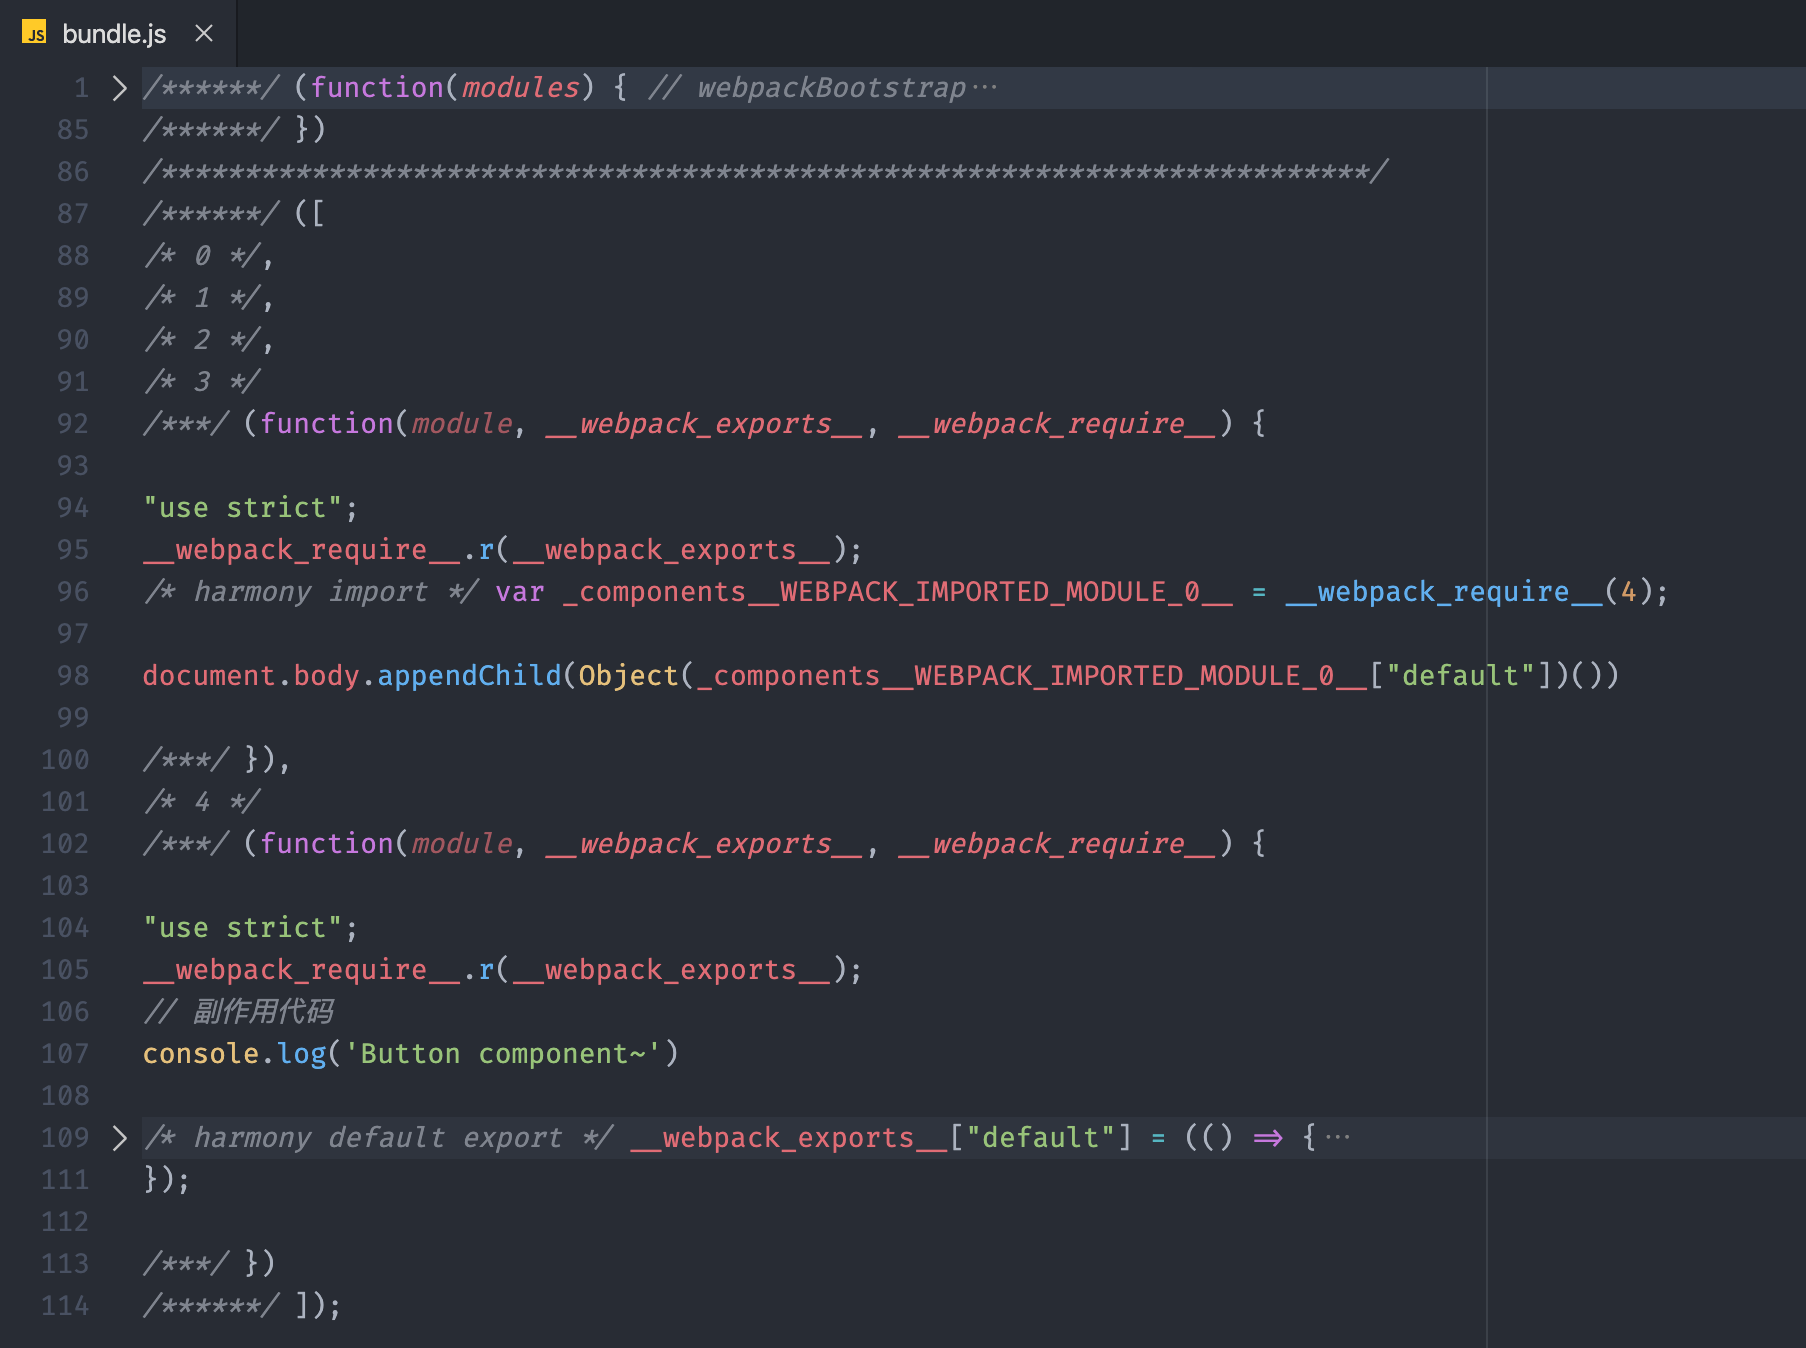 JS bundle.js
1 /******/ (function(modules) { // webpackBootstrap···
85 /******/ })
86 /************************************************************************/
87 /******/ ([
88 /* 0 */,
89 /* 1 */,
90 /* 2 */,
91 /* 3 */
92 /***/ (function(module, __webpack_exports__, __webpack_require__) {
93
94 "use strict";
95 __webpack_require__.r(__webpack_exports__);
96 /* harmony import */ var _components__WEBPACK_IMPORTED_MODULE_0__ = __webpack_require__(4);
97
98 document.body.appendChild(Object(_components__WEBPACK_IMPORTED_MODULE_0__["default"])())
99
100 /***/ }),
101 /* 4 */
102 /***/ (function(module, __webpack_exports__, __webpack_require__) {
103
104 "use strict";
105 __webpack_require__.r(__webpack_exports__);
106 // 副作用代码
107 console.log('Button component~')
108
109 /* harmony default export */ __webpack_exports__["default"] = (() => {···
111 });
112
113 /***/ })
114 /******/ ]);